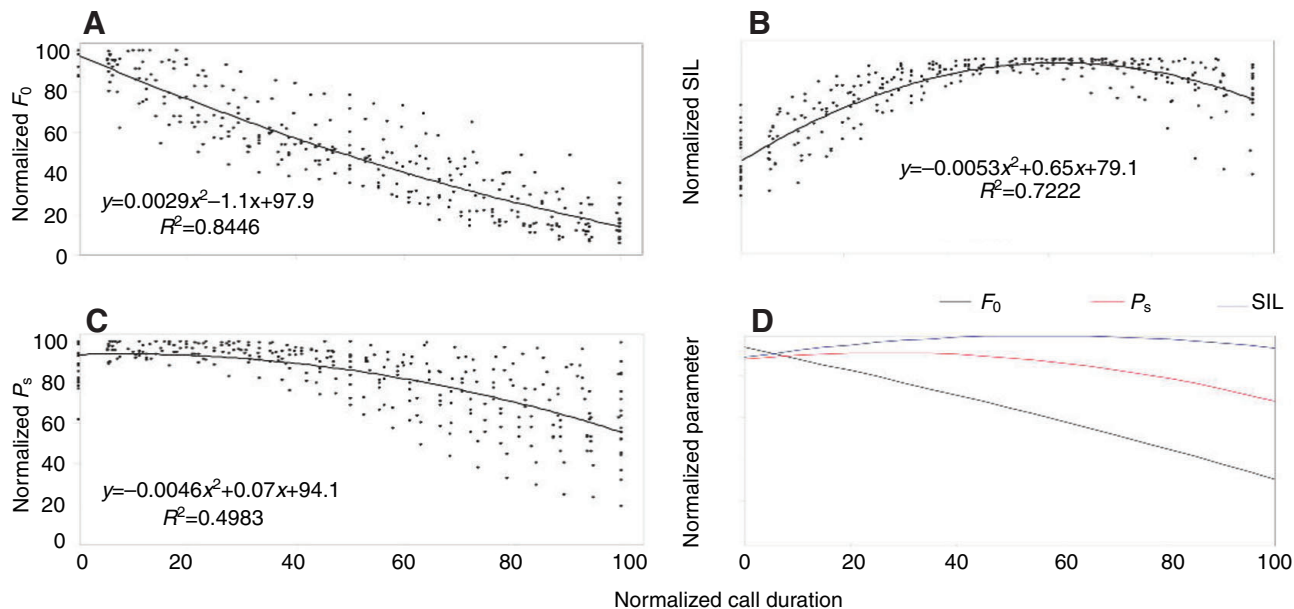 A
100
80
60
40
20
0
Normalized F0
y=0.0029x²–1.1x+97.9
R²=0.8446
B
Normalized SIL
y=–0.0053x²+0.65x+79.1
R²=0.7222
C
100
80
60
40
20
0
Normalized Ps
y=–0.0046x²+0.07x+94.1
R²=0.4983
0 20 40 60 80 100
F0 Ps SIL
D
Normalized parameter
0 20 40 60 80 100
Normalized call duration